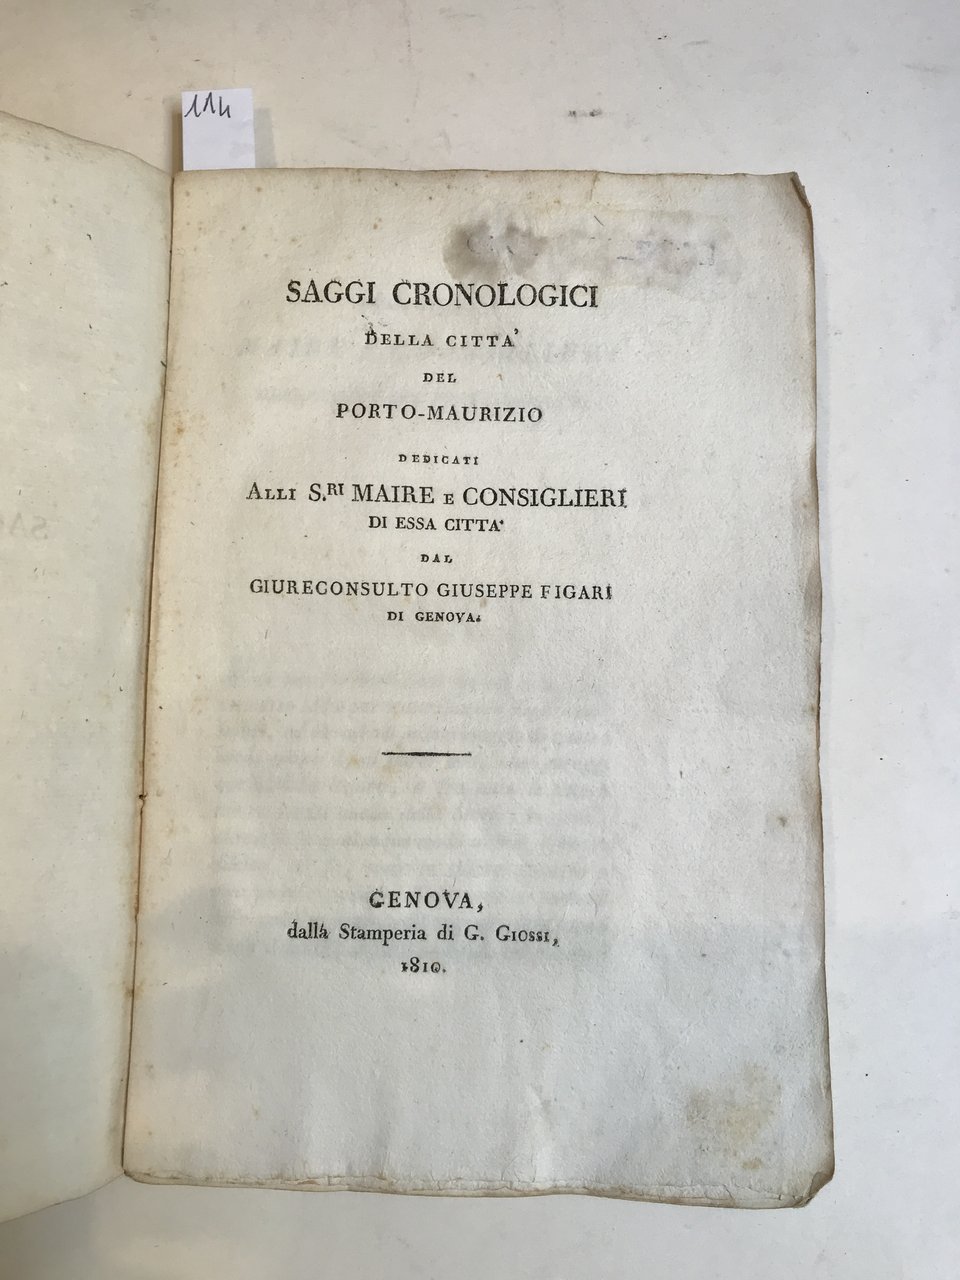 114
SAGGI CRONOLOGICI
DELLA CITTA'
DEL
PORTO-MAURIZIO
DEDICATI
ALLI S.RI MAIRE E CONSIGLIERI
DI ESSA CITTA'
DAL
GIURECONSULTO GIUSEPPE FIGARI
DI GENOVA.
GENOVA,
dalla Stamperia di G. GIOSSI,
1810.